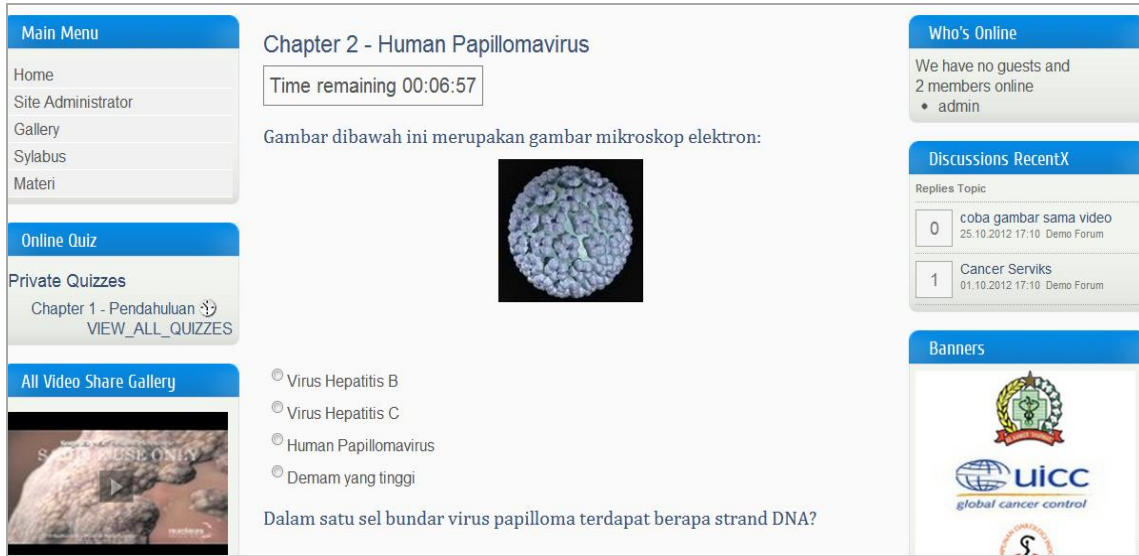 Main Menu
Home
Site Administrator
Gallery
Sylabus
Materi
Online Quiz
Private Quizzes
Chapter 1 - Pendahuluan
VIEW_ALL_QUIZZES
All Video Share Gallery
USE ONLY
Chapter 2 - Human Papillomavirus
Time remaining 00:06:57
Gambar dibawah ini merupakan gambar mikroskop elektron:
Virus Hepatitis B
Virus Hepatitis C
Human Papillomavirus
Demam yang tinggi
Dalam satu sel bundar virus papilloma terdapat berapa strand DNA?
Who's Online
We have no guests and
2 members online
admin
Discussions RecentX
Replies Topic
0 coba gambar sama video
25.10.2012 17:10 Demo Forum
1 Cancer Serviks
01.10.2012 17:10 Demo Forum
Banners
uicc
global cancer control